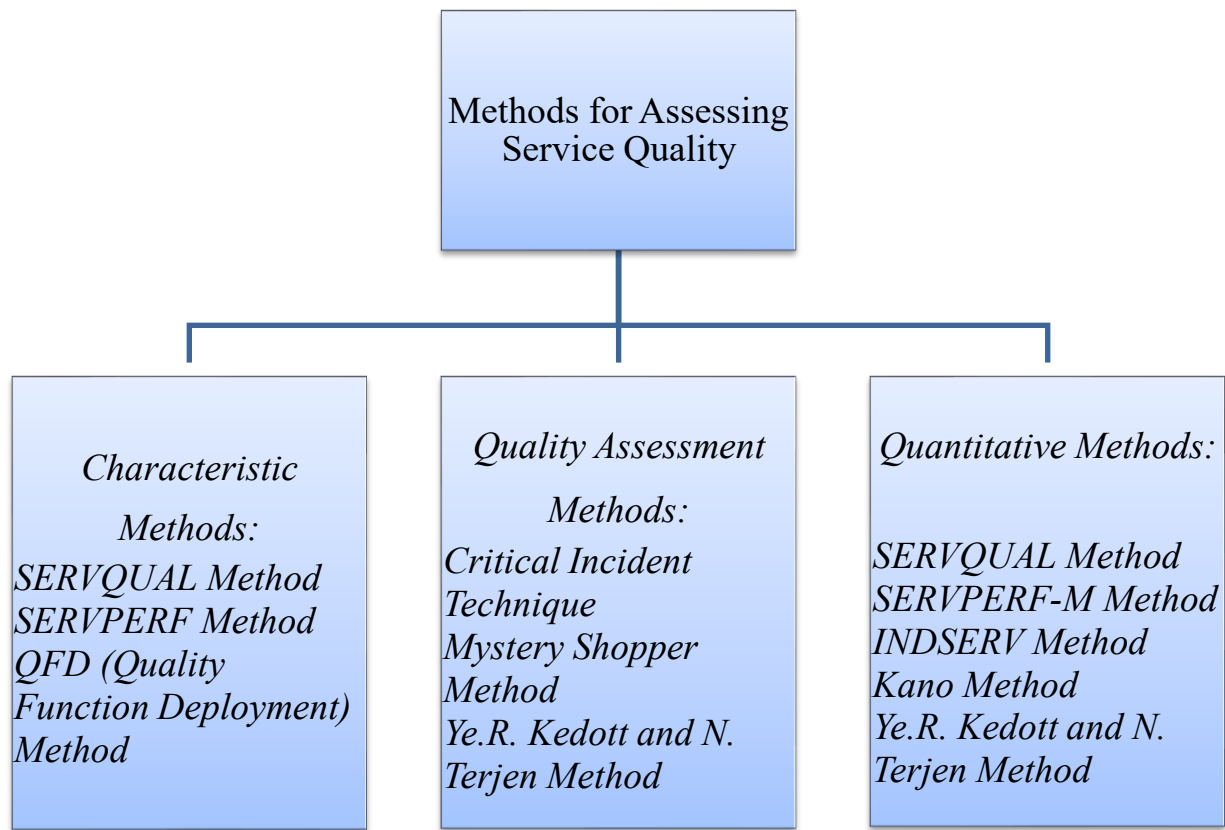 Methods for Assessing
Service Quality
Characteristic
Methods:
SERVQUAL Method
SERVPERF Method
QFD (Quality
Function Deployment)
Method
Quality Assessment
Methods:
Critical Incident
Technique
Mystery Shopper
Method
Ye.R. Kedott and N.
Terjen Method
Quantitative Methods:
SERVQUAL Method
SERVPERF-M Method
INDSERV Method
Kano Method
Ye.R. Kedott and N.
Terjen Method